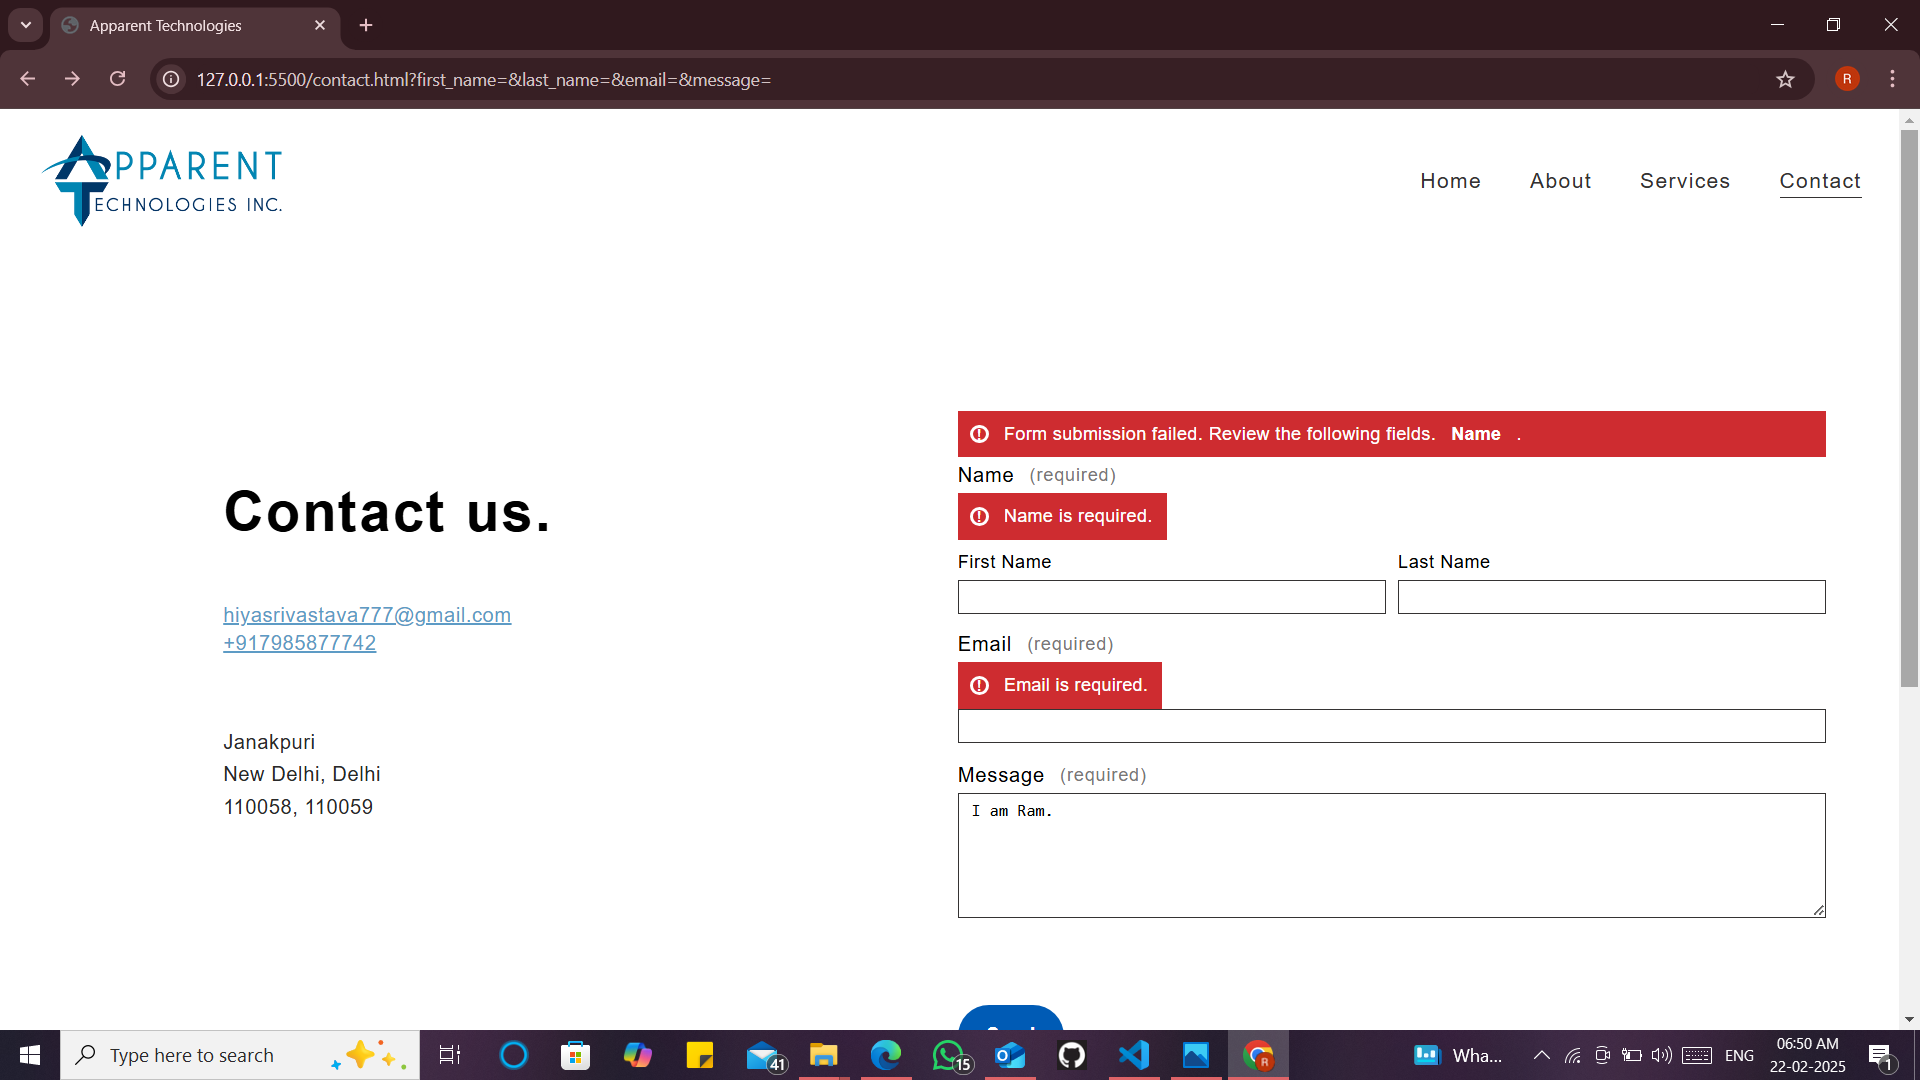 Apparent Technologies
127.0.0.1:5500/contact.html?first_name=&last_name=&email=&message=
R
APPARENT
TECHNOLOGIES INC.
Home About Services Contact
Form submission failed. Review the following fields. Name .
Name (required)
Name is required.
Contact us.
First Name Last Name
hiyasrivastava777@gmail.com
+917985877742
Email (required)
Email is required.
Janakpuri
New Delhi, Delhi
110058, 110059
Message (required)
I am Ram.
Type here to search
41
15
R
Wha...
ENG
06:50 AM
22-02-2025
1